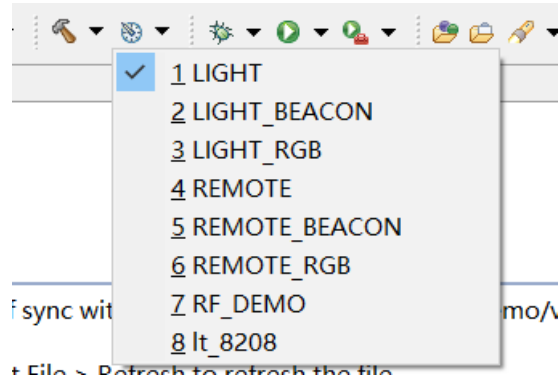 1 LIGHT
2 LIGHT_BEACON
3 LIGHT_RGB
4 REMOTE
5 REMOTE_BEACON
6 REMOTE_RGB
7 RF_DEMO
f sync wit
mo/v
8 lt_8208
t File > Refresh to refresh the file